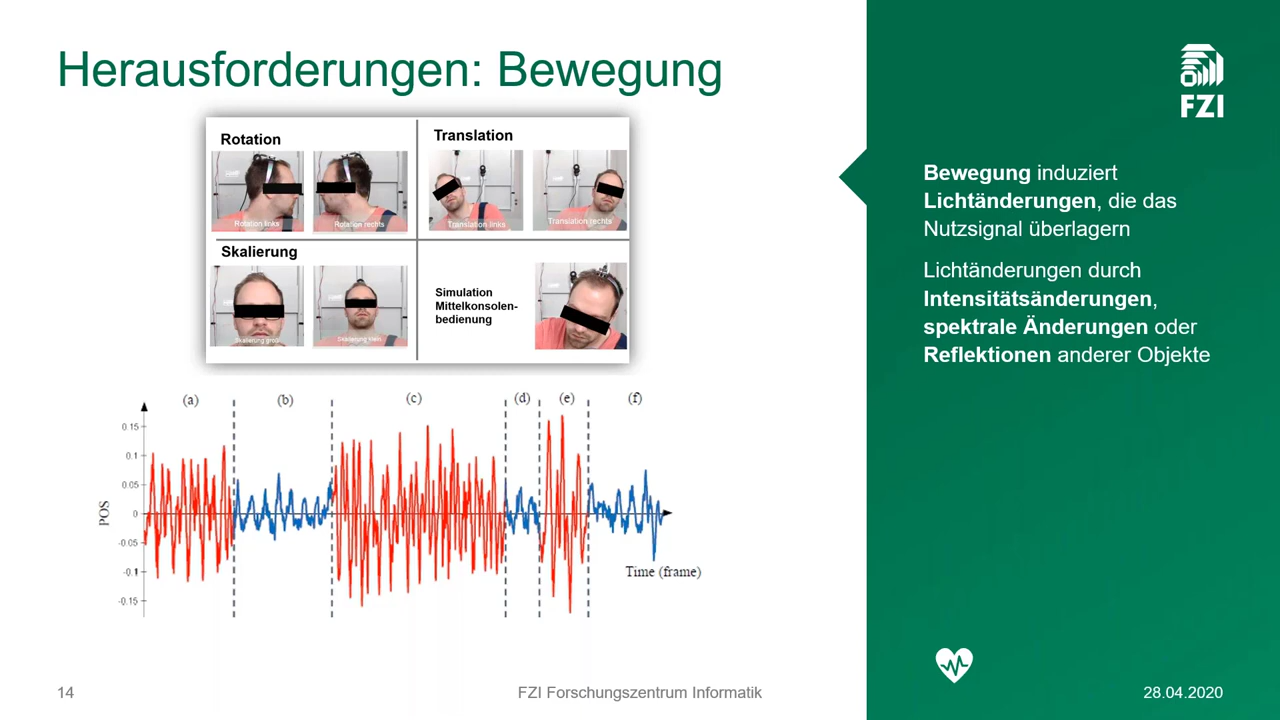 Herausforderungen: Bewegung
FZI
Rotation
Translation
Rotation links
Rotation rechts
Translation links
Translation rechts
Skalierung
Skalierung groß
Skalierung klein
Simulation
Mittelkonsolen-
bedienung
Bewegung induziert
Lichtänderungen, die das
Nutzsignal überlagern
Lichtänderungen durch
Intensitätsänderungen,
spektrale Änderungen oder
Reflektionen anderer Objekte
(a) (b) (c) (d) (e) (f)
POS
0.15
0.1
0.05
0
-0.05
-0.1
-0.15
Time (frame)
14
FZI Forschungszentrum Informatik
28.04.2020